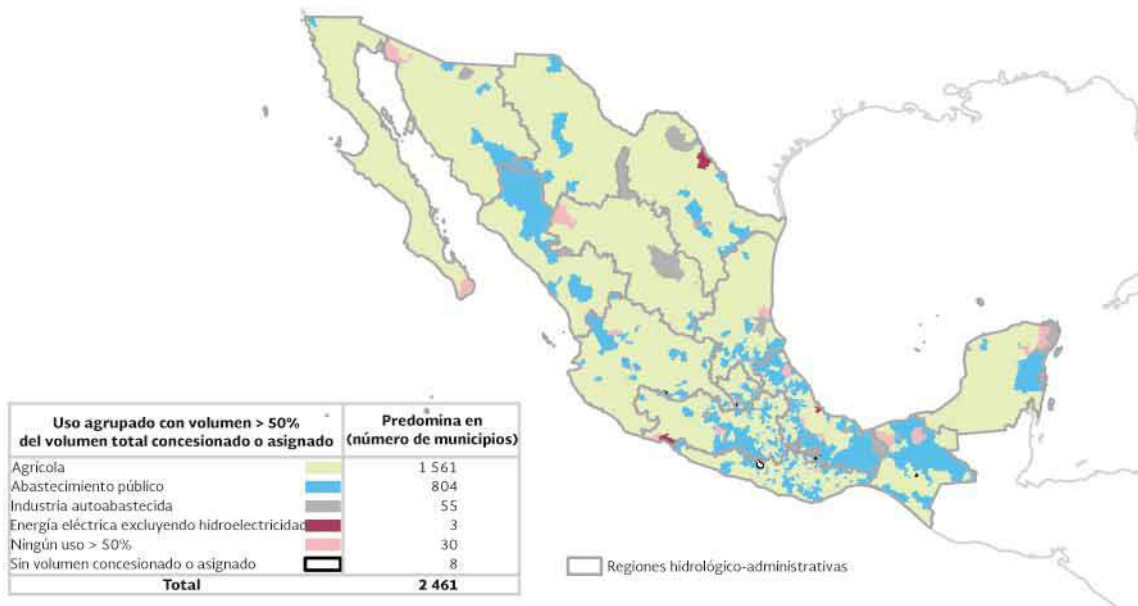 Uso agrupado con volumen > 50% del volumen total concesionado o asignado
Predomina en (número de municipios)
Agrícola 1 561
Abastecimiento público 804
Industria autoabastecida 55
Energía eléctrica excluyendo hidroelectricidad 3
Ningún uso > 50% 30
Sin volumen concesionado o asignado 8
Total 2 461
Regiones hidrológico-administrativas